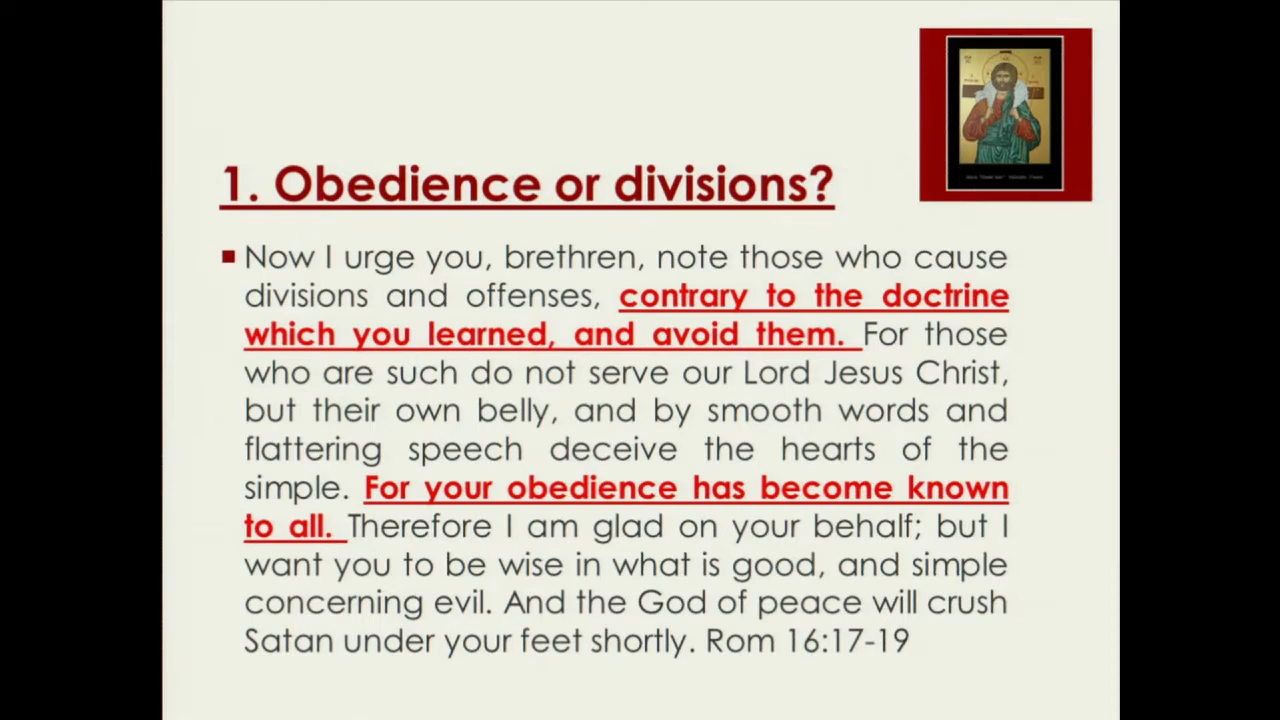 1. Obedience or divisions?
Now I urge you, brethren, note those who cause
divisions and offenses, contrary to the doctrine
which you learned, and avoid them. For those
who are such do not serve our Lord Jesus Christ,
but their own belly, and by smooth words and
flattering speech deceive the hearts of the
simple. For your obedience has become known
to all. Therefore I am glad on your behalf; but I
want you to be wise in what is good, and simple
concerning evil. And the God of peace will crush
Satan under your feet shortly. Rom 16:17-19